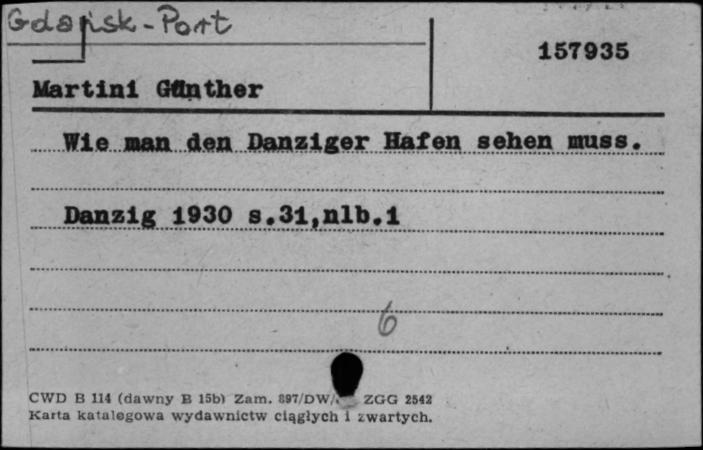 Gdańsk-Port
157935
Martini Günther
Wie man den Danziger Hafen sehen muss.
Danzig 1930 s.31,nlb.1
6
CWD B 114 (dawny B 15b) Zam. 897/DW/ ZGG 2542
Karta katalogowa wydawnictw ciągłych i zwartych.